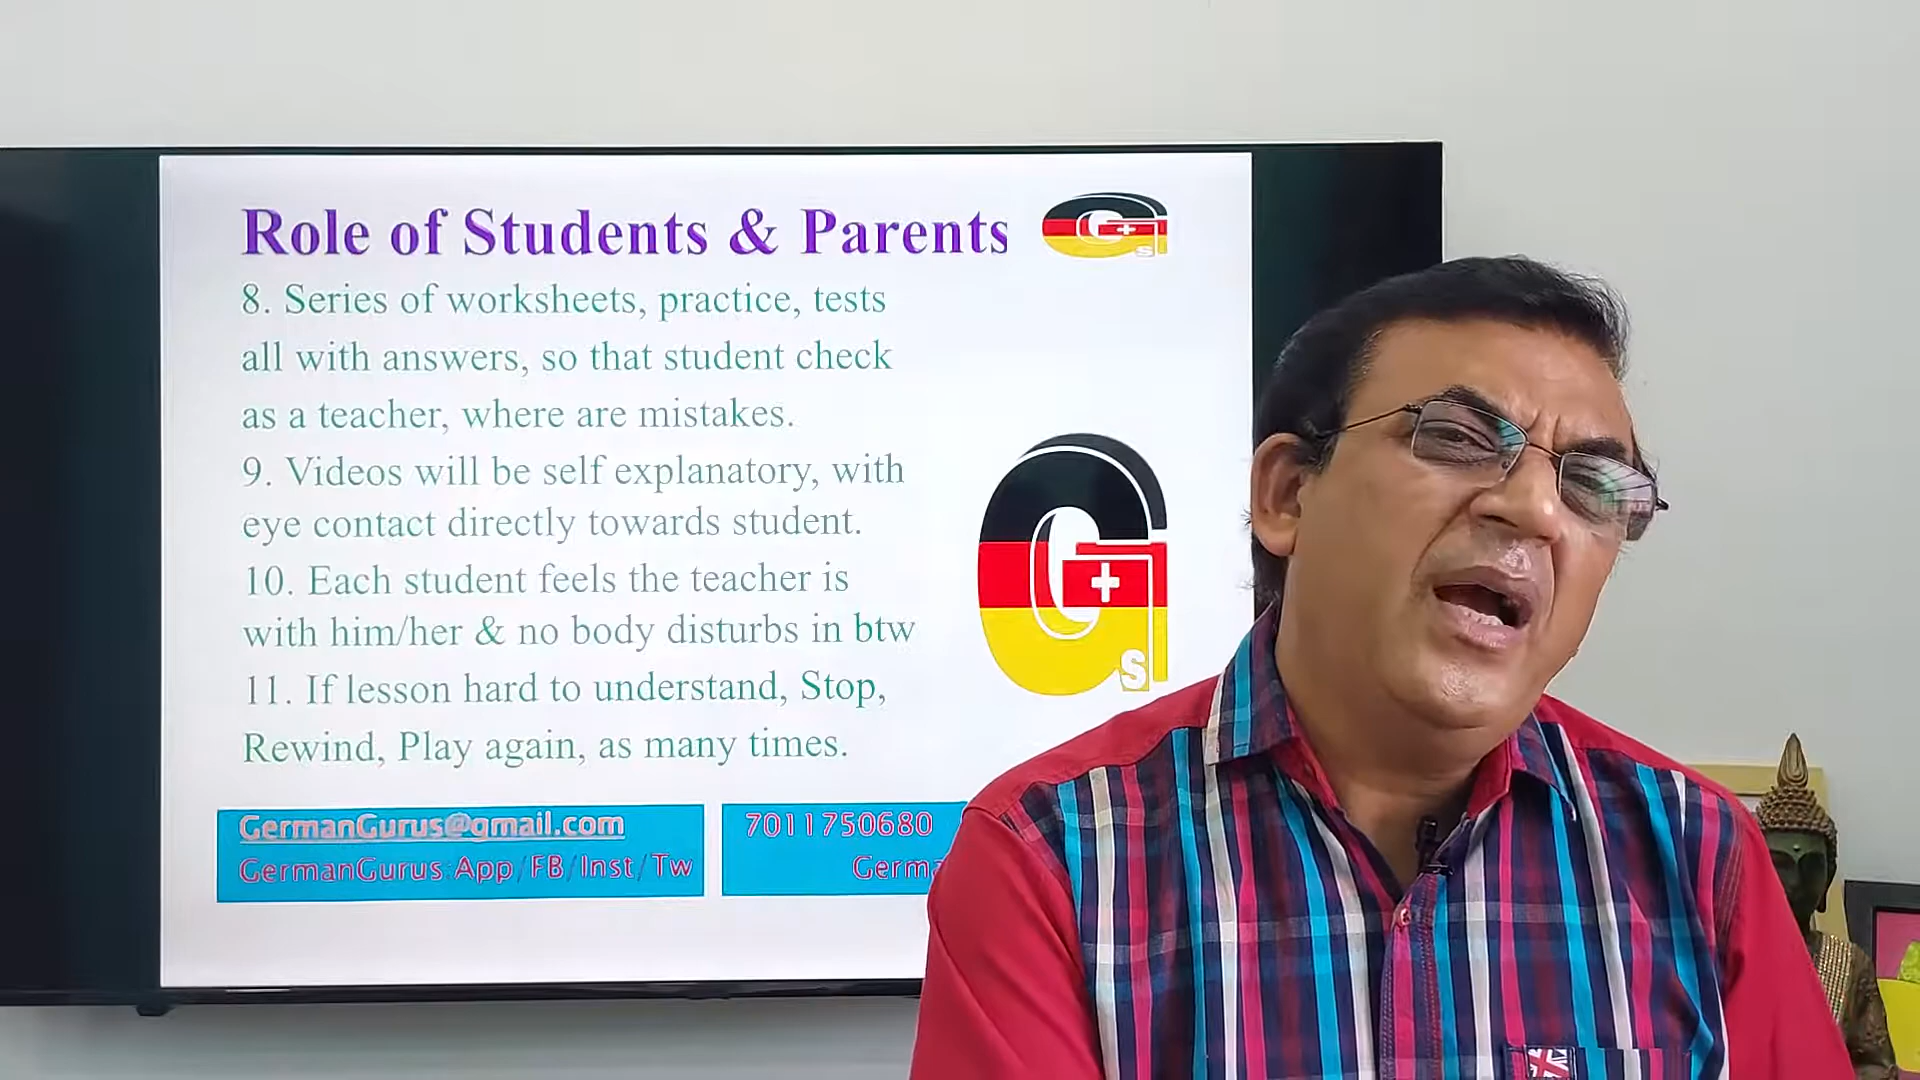 Role of Students & Parents
8. Series of worksheets, practice, tests
all with answers, so that student check
as a teacher, where are mistakes.
9. Videos will be self explanatory, with
eye contact directly towards student.
10. Each student feels the teacher is
with him/her & no body disturbs in btw
11. If lesson hard to understand, Stop,
Rewind, Play again, as many times.
GermanGurus@gmail.com
GermanGurus:App/FB/Inst/Tw
7011750680
Germa
G
s
G
s